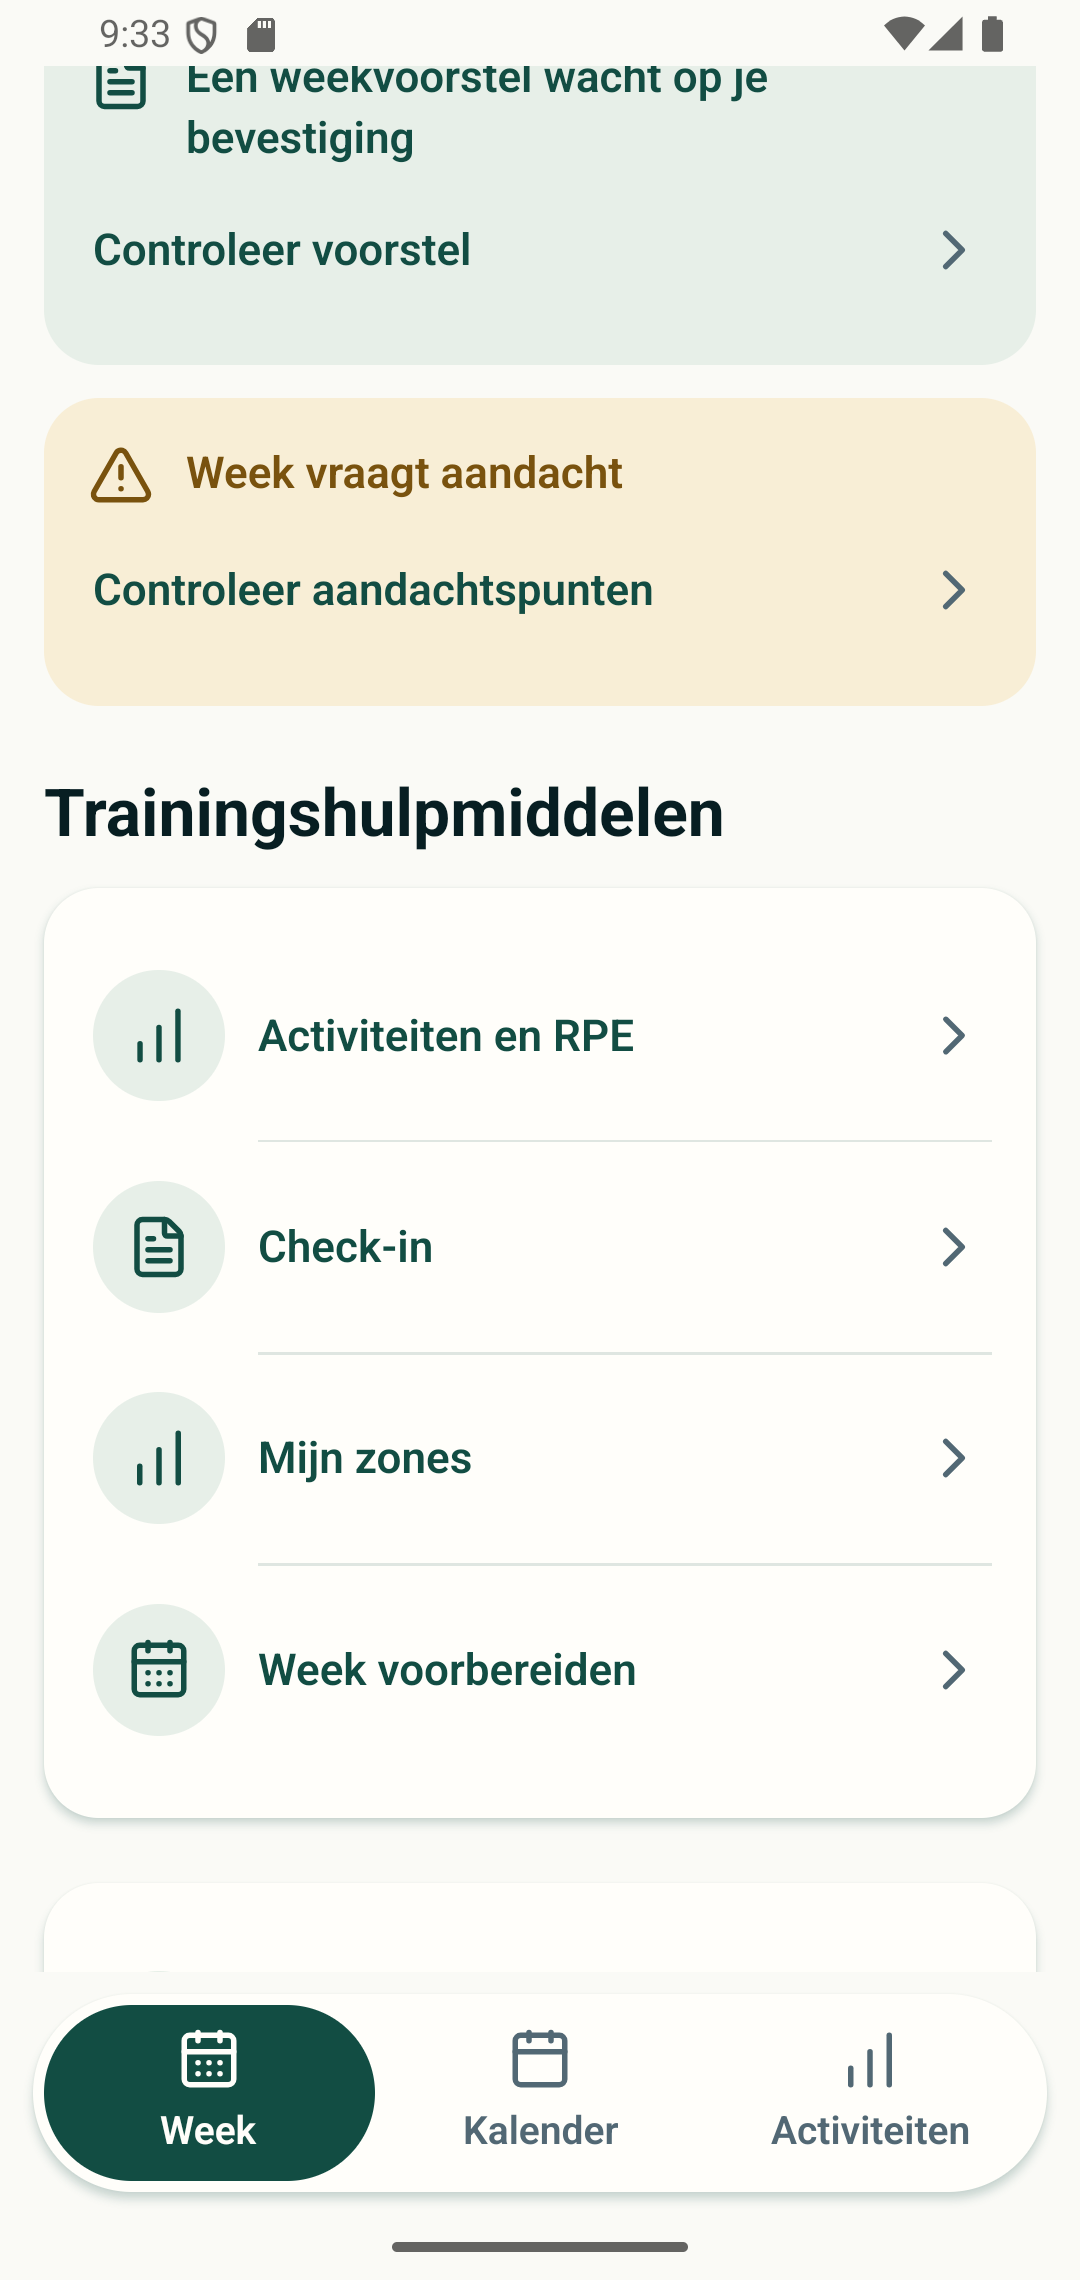 9:33
Een weekvoorstel wacht op je
bevestiging
Controleer voorstel
Week vraagt aandacht
Controleer aandachtspunten
Trainingshulpmiddelen
Activiteiten en RPE
Check-in
Mijn zones
Week voorbereiden
Week
Kalender
Activiteiten